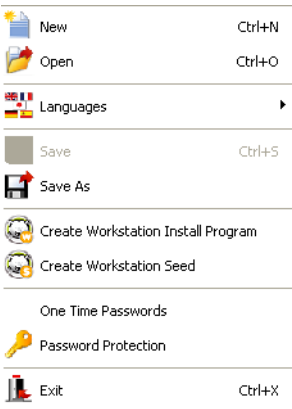 New Ctrl+N
Open Ctrl+O
Languages
Save Ctrl+S
Save As
Create Workstation Install Program
Create Workstation Seed
One Time Passwords
Password Protection
Exit Ctrl+X